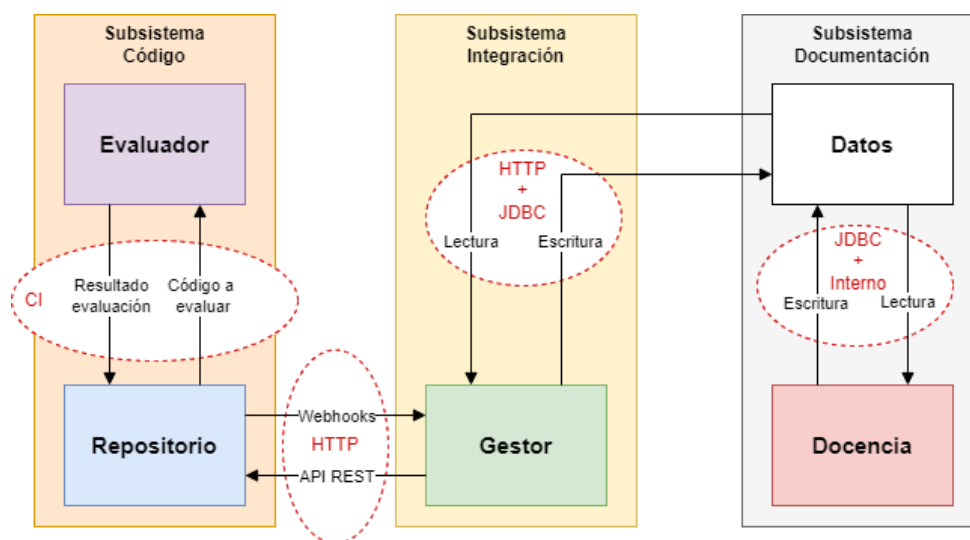 Subsistema
Código
Subsistema
Integración
Subsistema
Documentación
Evaluador
Datos
HTTP
+
JDBC
Lectura
Escritura
JDBC
+
Interno
Escritura
Lectura
CI
Resultado
evaluación
Código a
evaluar
Repositorio
Webhooks
HTTP
API REST
Gestor
Docencia